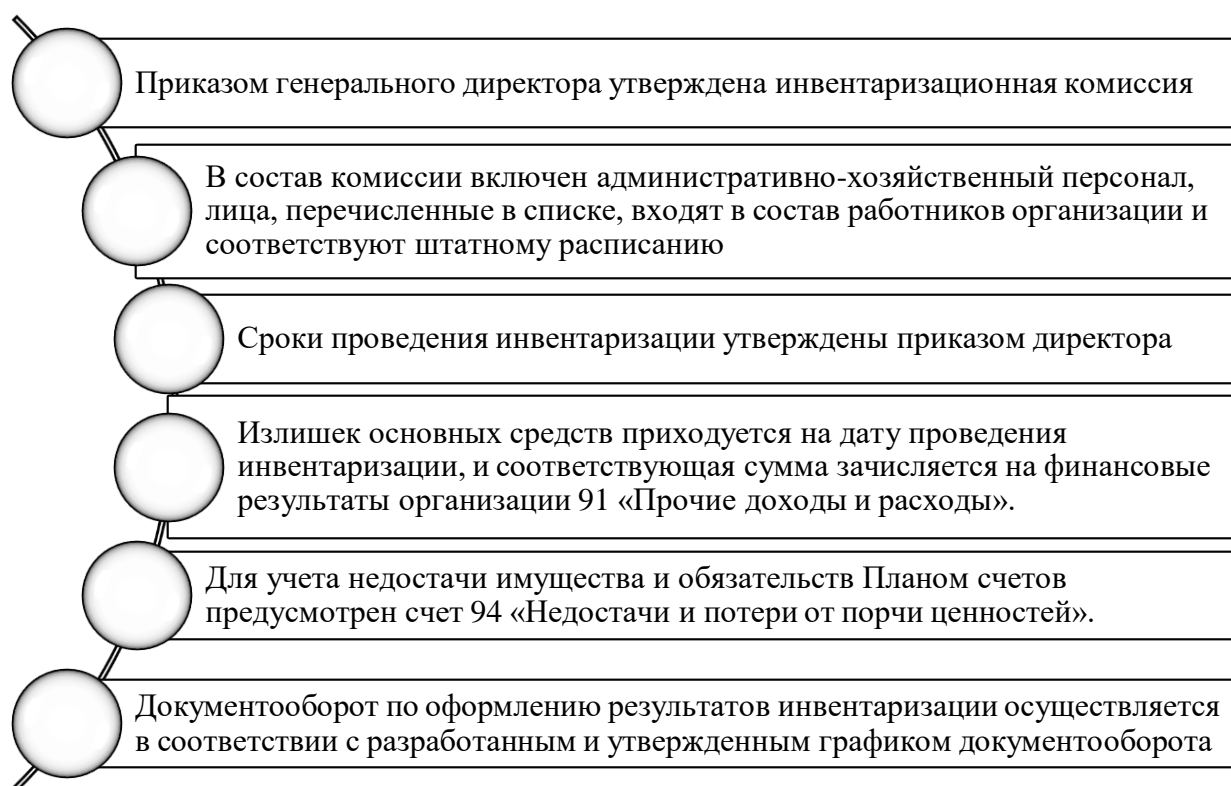 Приказом генерального директора утверждена инвентаризационная комиссия
В состав комиссии включен административно-хозяйственный персонал,
лица, перечисленные в списке, входят в состав работников организации и
соответствуют штатному расписанию
Сроки проведения инвентаризации утверждены приказом директора
Излишек основных средств приходуется на дату проведения
инвентаризации, и соответствующая сумма зачисляется на финансовые
результаты организации 91 «Прочие доходы и расходы».
Для учета недостачи имущества и обязательств Планом счетов
предусмотрен счет 94 «Недостачи и потери от порчи ценностей».
Документооборот по оформлению результатов инвентаризации осуществляется
в соответствии с разработанным и утвержденным графиком документооборота